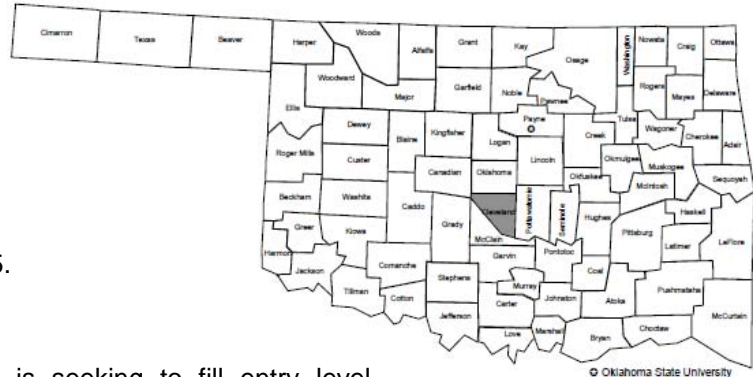 Cimarron Texas Beaver Harper Woods Alfalfa Grant Kay Osage Washington Nowata Craig Ottawa
Woodward Major Garfield Noble Pawnee Rogers Mayes Delaware
Ellis Dewey Blaine Kingfisher Logan Payne Creek Tulsa Wagoner Cherokee Adair
Roger Mills Custer Canadian Oklahoma Lincoln Okfuskee Okmulgee Muskogee Sequoyah
Beckham Washita Caddo Grady Cleveland Pottawatomie Seminole Hughes McIntosh Haskell
Greer Kiowa McClain Pittsburg Latimer LeFlore
Harmon Jackson Comanche Stephens Garvin Pontotoc Coal Pushmataha
Tillman Cotton Murray Johnston Atoka McCurtain
Jefferson Carter Love Marshall Bryan Choctaw
5.
is seeking to fill entry level
Oklahoma State University